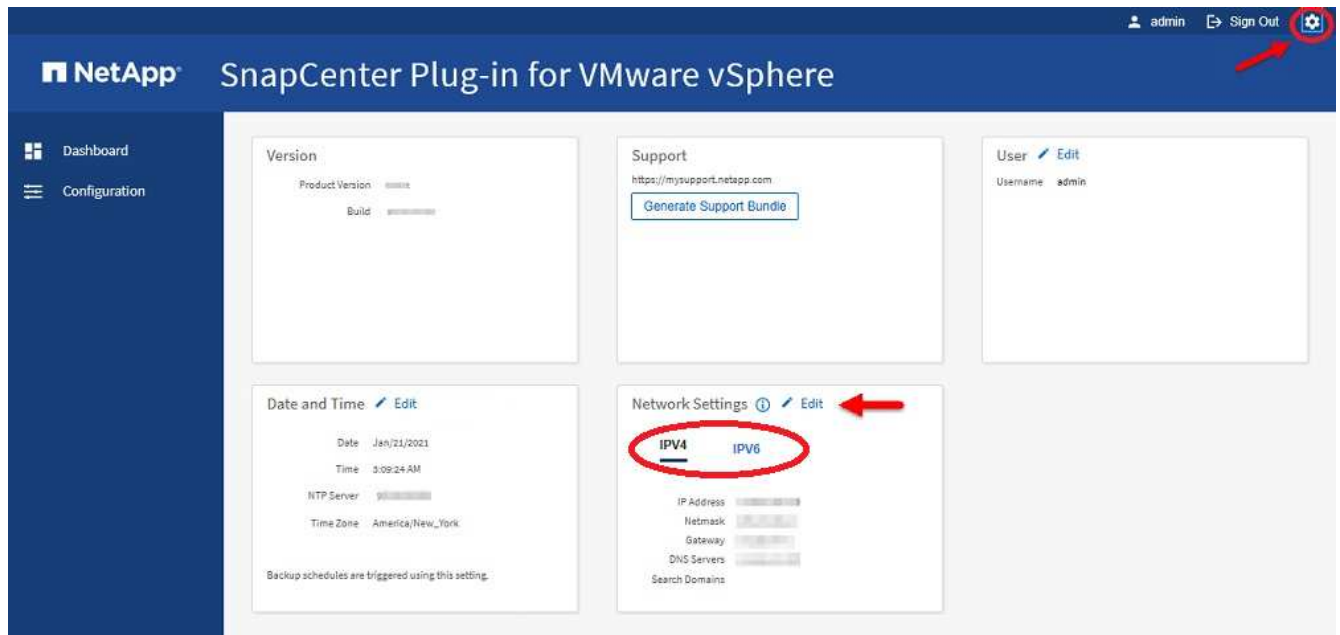 admin Sign Out
NetApp SnapCenter Plug-in for VMware vSphere
Dashboard
Configuration
Version
Product Version
Build
Support
https://mysupport.netapp.com
Generate Support Bundle
User Edit
Username admin
Date and Time Edit
Date Jan/21/2021
Time 3:09:24 AM
NTP Server
Time Zone America/New_York
Backup schedules are triggered using this setting.
Network Settings Edit
IPV4 IPV6
IP Address
Netmask
Gateway
DNS Servers
Search Domains